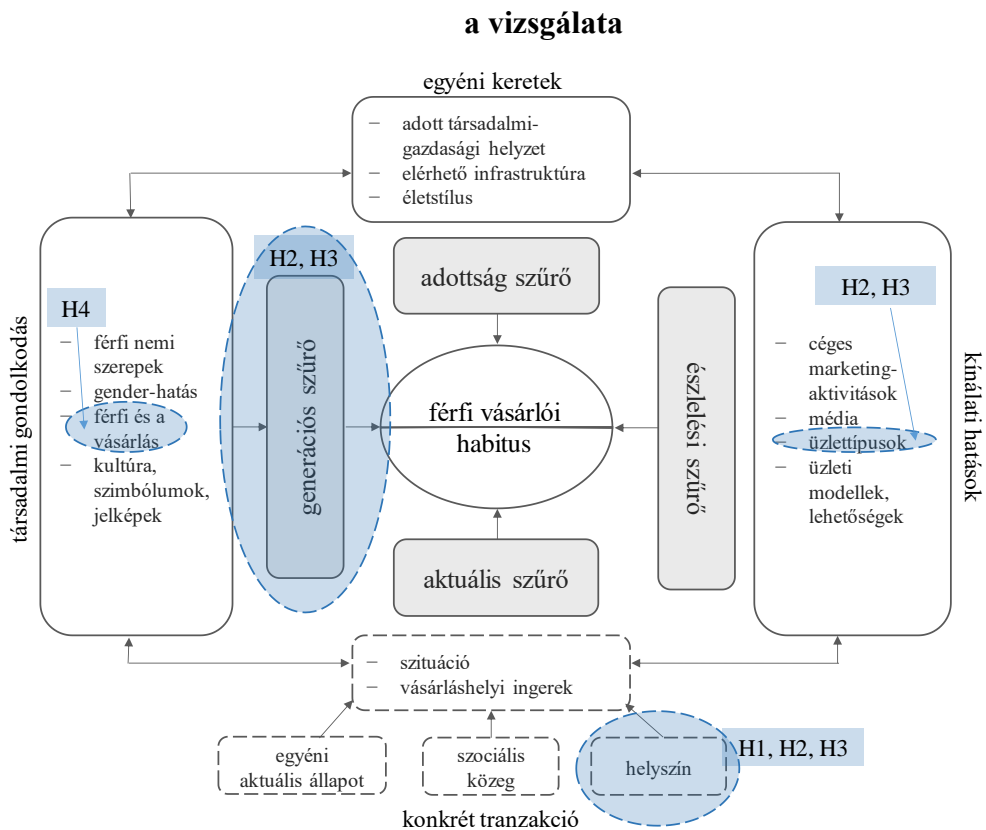 a vizsgálata
egyéni keretek
– adott társadalmi-
gazdasági helyzet
– elérhető infrastruktúra
– életstílus
társadalmi gondolkodás
H4
– férfi nemi
szerepek
– gender-hatás
– férfi és a
vásárlás
– kultúra,
szimbólumok,
jelképek
H2, H3
generációs szűrő
adottság szűrő
férfi vásárlói
habitus
aktuális szűrő
észlelési szűrő
H2, H3
– céges
marketing-
aktivitások
– média
– üzlettípusok
– üzleti
modellek,
lehetőségek
kínálati hatások
– szituáció
– vásárláshelyi ingerek
egyéni
aktuális állapot
szociális
közeg
helyszín
H1, H2, H3
konkrét tranzakció